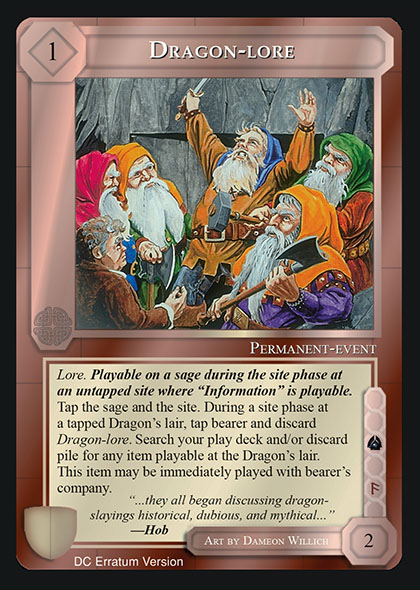 1
DRAGON-LORE
PERMANENT-EVENT
Lore. Playable on a sage during the site phase at
an untapped site where “Information” is playable.
Tap the sage and the site. During a site phase at
a tapped Dragon's lair, tap bearer and discard
Dragon-lore. Search your play deck and/or discard
pile for any item playable at the Dragon's lair.
This item may be immediately played with bearer's
company.
“...they all began discussing dragon-
slayings historical, dubious, and mythical...”
—Hob
ART BY DAMEON WILLICH
2
DC Erratum Version